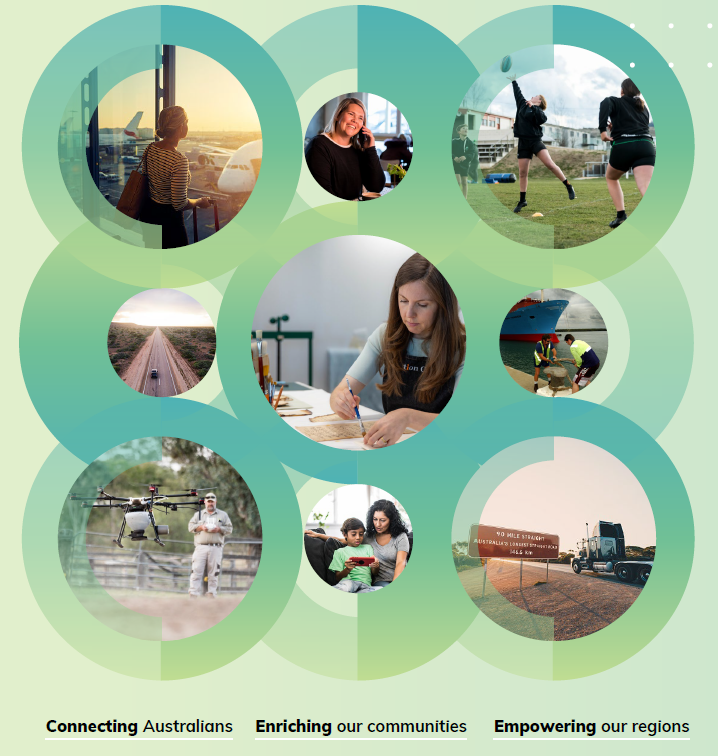 90 MILE STRAIGHT
AUSTRALIA'S LONGEST STRAIGHT ROAD
146.6 Km
Connecting Australians
Enriching our communities
Empowering our regions